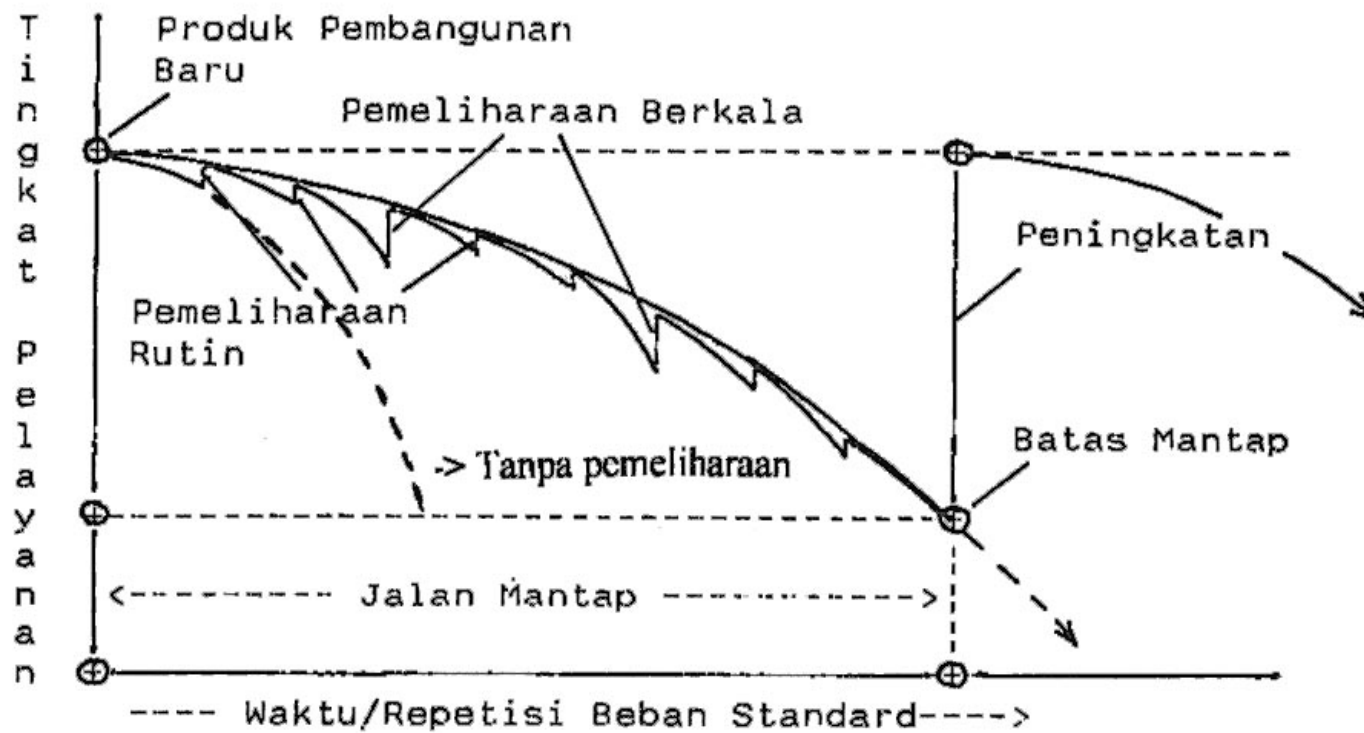 Tingkat Pelayanan
Produk Pembangunan
Baru
Pemeliharaan Berkala
Peningkatan
Pemeliharaan
Rutin
Batas Mantap
-> Tanpa pemeliharaan
<------- Jalan Mantap --------->
---- Waktu/Repetisi Beban Standard---->